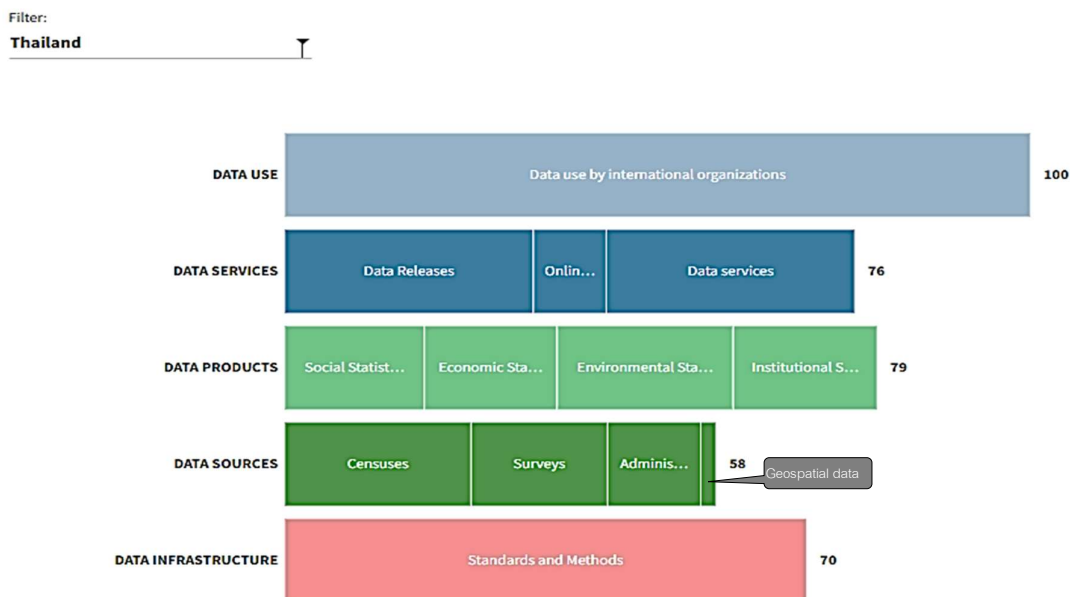 Filter:
Thailand
DATA USE Data use by international organizations 100
DATA SERVICES Data Releases Onlin... Data services 76
DATA PRODUCTS Social Statist... Economic Sta... Environmental Sta... Institutional S... 79
DATA SOURCES Censuses Surveys Adminis... 58 Geospatial data
DATA INFRASTRUCTURE Standards and Methods 70